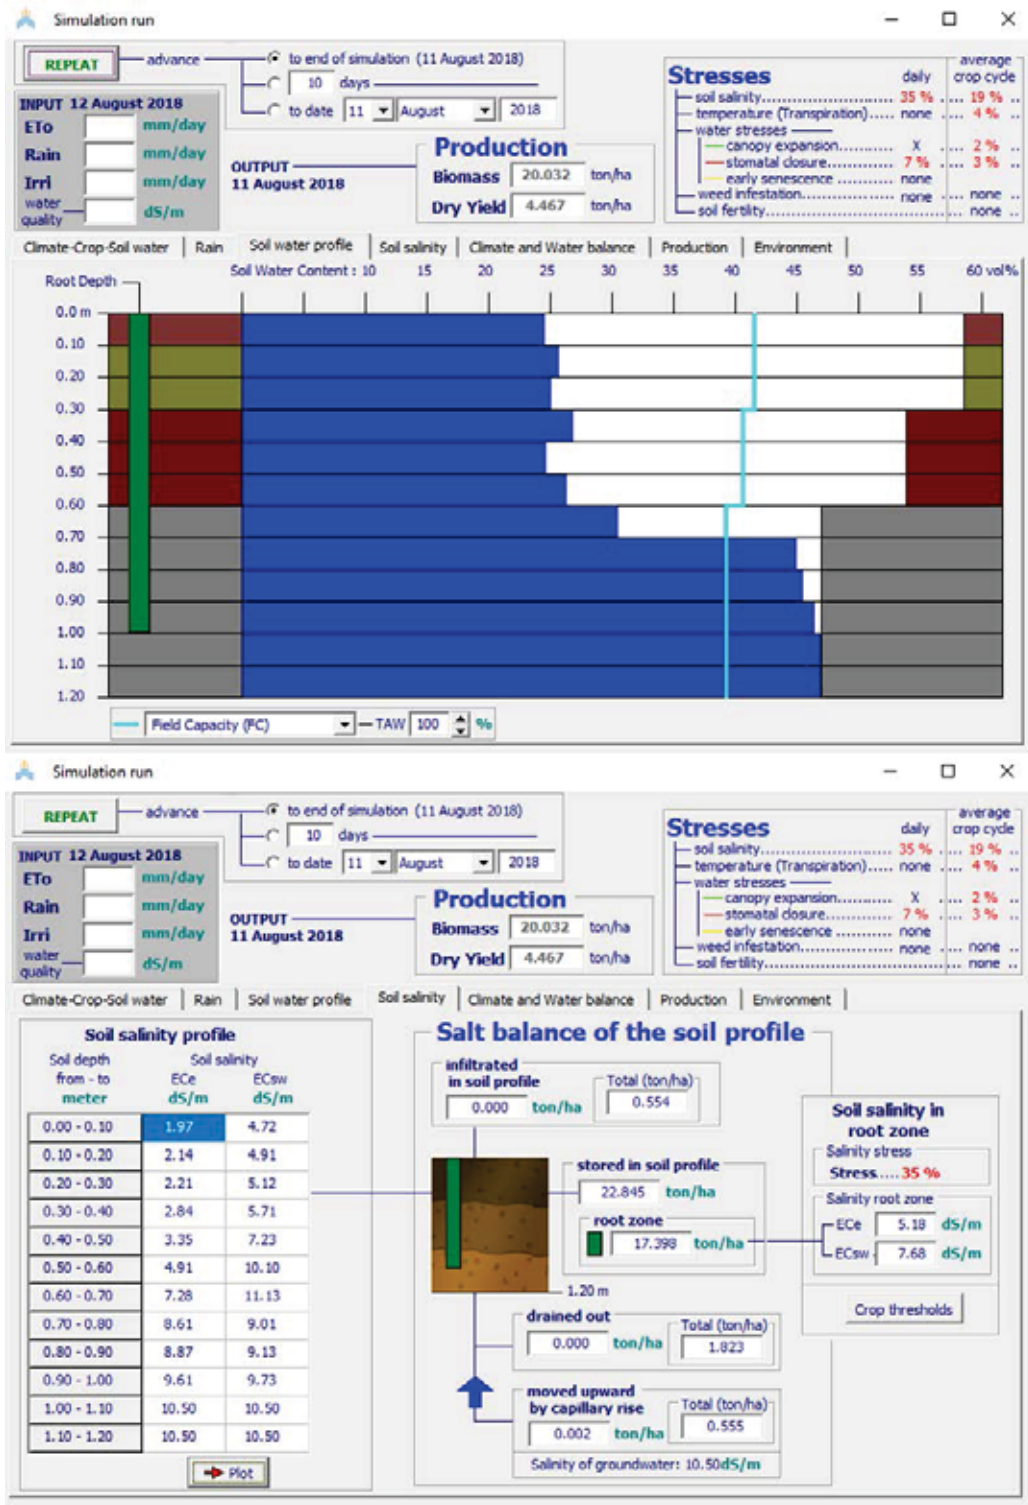 Simulation run
REPEAT advance to end of simulation (11 August 2018)
10 days
to date 11 August 2018
INPUT 12 August 2018
ETo mm/day
Rain mm/day
Irri mm/day
water quality dS/m
OUTPUT
11 August 2018
Production
Biomass 20.032 ton/ha
Dry Yield 4.467 ton/ha
Stresses daily average crop cycle
soil salinity 35 % 19 %
temperature (Transpiration) none 4 %
water stresses
canopy expansion X 2 %
stomatal closure 7 % 3 %
early senescence none
weed infestation none none
soil fertility none
Climate-Crop-Soil water | Rain | Soil water profile | Soil salinity | Climate and Water balance | Production | Environment
Root Depth Soil Water Content : 10 15 20 25 30 35 40 45 50 55 60 vol%
0.0 m
0.10
0.20
0.30
0.40
0.50
0.60
0.70
0.80
0.90
1.00
1.10
1.20
Field Capacity (FC) TAW 100 %
Simulation run
REPEAT advance to end of simulation (11 August 2018)
10 days
to date 11 August 2018
INPUT 12 August 2018
ETo mm/day
Rain mm/day
Irri mm/day
water quality dS/m
OUTPUT
11 August 2018
Production
Biomass 20.032 ton/ha
Dry Yield 4.467 ton/ha
Stresses daily average crop cycle
soil salinity 35 % 19 %
temperature (Transpiration) none 4 %
water stresses
canopy expansion X 2 %
stomatal closure 7 % 3 %
early senescence none
weed infestation none none
soil fertility none
Climate-Crop-Soil water | Rain | Soil water profile | Soil salinity | Climate and Water balance | Production | Environment
Soil salinity profile
Soil depth Soil salinity
from - to ECe ECsw
meter dS/m dS/m
0.00 - 0.10 1.97 4.72
0.10 - 0.20 2.14 4.91
0.20 - 0.30 2.21 5.12
0.30 - 0.40 2.84 5.71
0.40 - 0.50 3.35 7.23
0.50 - 0.60 4.91 10.10
0.60 - 0.70 7.28 11.13
0.70 - 0.80 8.61 9.01
0.80 - 0.90 8.87 9.13
0.90 - 1.00 9.61 9.73
1.00 - 1.10 10.50 10.50
1.10 - 1.20 10.50 10.50
Plot
Salt balance of the soil profile
infiltrated
in soil profile Total (ton/ha)
0.000 ton/ha 0.554
stored in soil profile
22.845 ton/ha
root zone
17.398 ton/ha
1.20 m
drained out Total (ton/ha)
0.000 ton/ha 1.823
moved upward
by capillary rise Total (ton/ha)
0.002 ton/ha 0.555
Salinity of groundwater: 10.50dS/m
Soil salinity in
root zone
Salinity stress
Stress.....35 %
Salinity root zone
ECe 5.18 dS/m
ECsw 7.68 dS/m
Crop thresholds